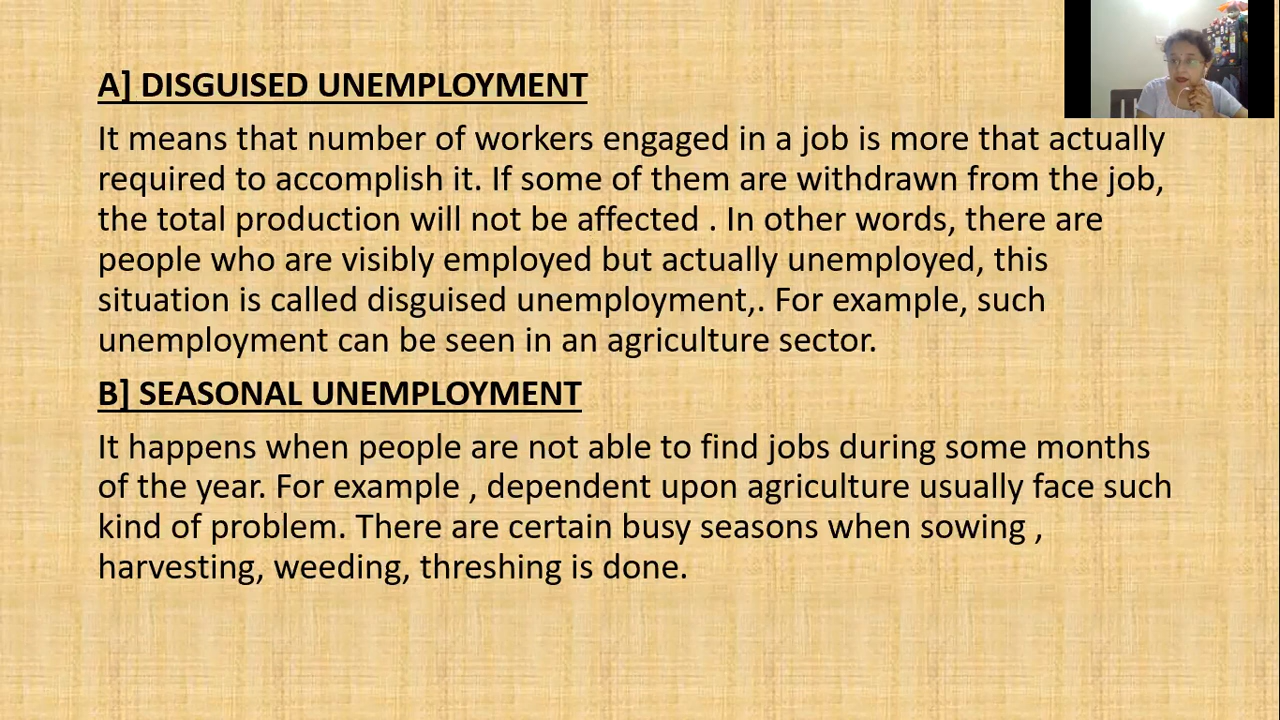 A] DISGUISED UNEMPLOYMENT
It means that number of workers engaged in a job is more that actually
required to accomplish it. If some of them are withdrawn from the job,
the total production will not be affected . In other words, there are
people who are visibly employed but actually unemployed, this
situation is called disguised unemployment,. For example, such
unemployment can be seen in an agriculture sector.
B] SEASONAL UNEMPLOYMENT
It happens when people are not able to find jobs during some months
of the year. For example , dependent upon agriculture usually face such
kind of problem. There are certain busy seasons when sowing ,
harvesting, weeding, threshing is done.